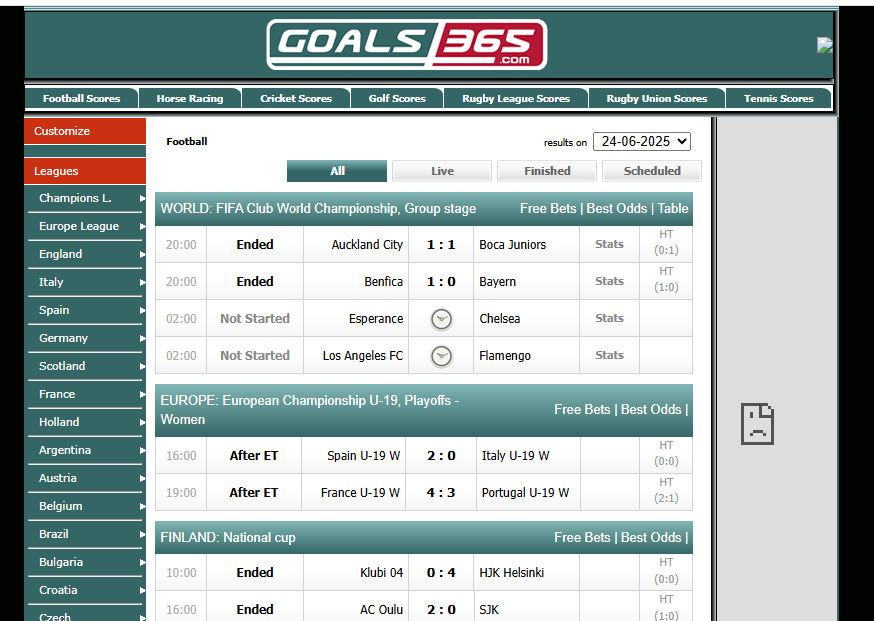 GOALS 365 .com
Football Scores Horse Racing Cricket Scores Golf Scores Rugby League Scores Rugby Union Scores Tennis Scores
Customize
Leagues
Champions L.
Europe League
England
Italy
Spain
Germany
Scotland
France
Holland
Argentina
Austria
Belgium
Brazil
Bulgaria
Croatia
Czech
Football results on 24-06-2025
All Live Finished Scheduled
WORLD: FIFA Club World Championship, Group stage Free Bets | Best Odds | Table
20:00 Ended Auckland City 1 : 1 Boca Juniors Stats HT (0:1)
20:00 Ended Benfica 1 : 0 Bayern Stats HT (1:0)
02:00 Not Started Esperance Chelsea Stats
02:00 Not Started Los Angeles FC Flamengo Stats
EUROPE: European Championship U-19, Playoffs -
Women Free Bets | Best Odds |
16:00 After ET Spain U-19 W 2 : 0 Italy U-19 W HT (0:0)
19:00 After ET France U-19 W 4 : 3 Portugal U-19 W HT (2:1)
FINLAND: National cup Free Bets | Best Odds |
10:00 Ended Klubi 04 0 : 4 HJK Helsinki HT (0:0)
16:00 Ended AC Oulu 2 : 0 SJK HT (1:0)